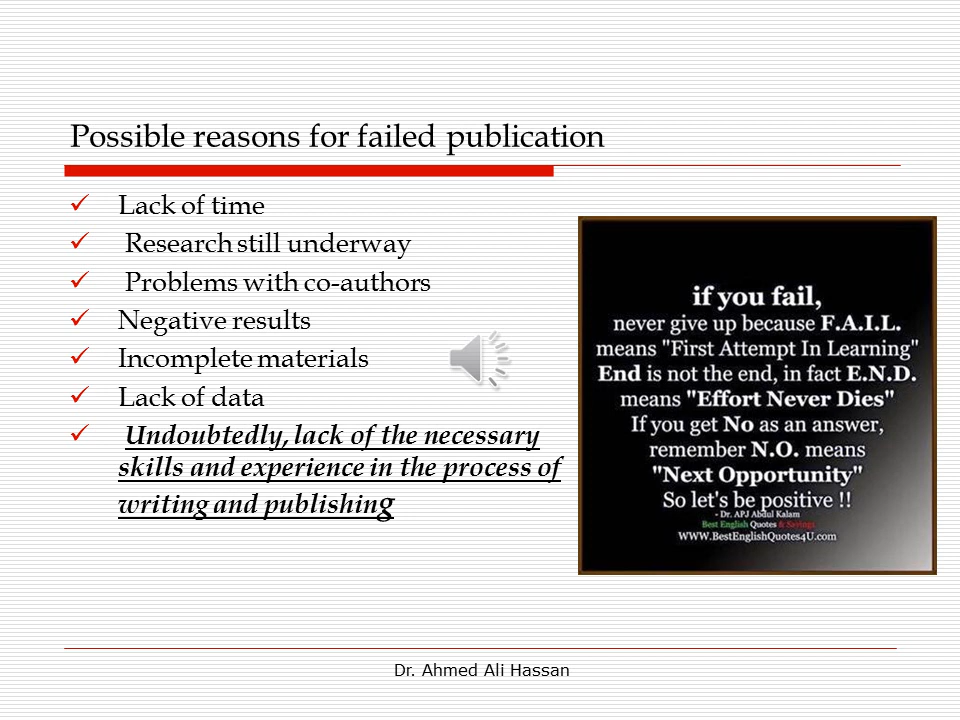 Possible reasons for failed publication
Lack of time
Research still underway
Problems with co-authors
Negative results
Incomplete materials
Lack of data
Undoubtedly, lack of the necessary
skills and experience in the process of
writing and publishing
if you fail,
never give up because F.A.I.L.
means "First Attempt In Learning"
End is not the end, in fact E.N.D.
means "Effort Never Dies"
If you get No as an answer,
remember N.O. means
"Next Opportunity"
So let's be positive !!
- Dr. APJ Abdul Kalam
Best English Quotes & Sayings
WWW.BestEnglishQuotes4U.com
Dr. Ahmed Ali Hassan